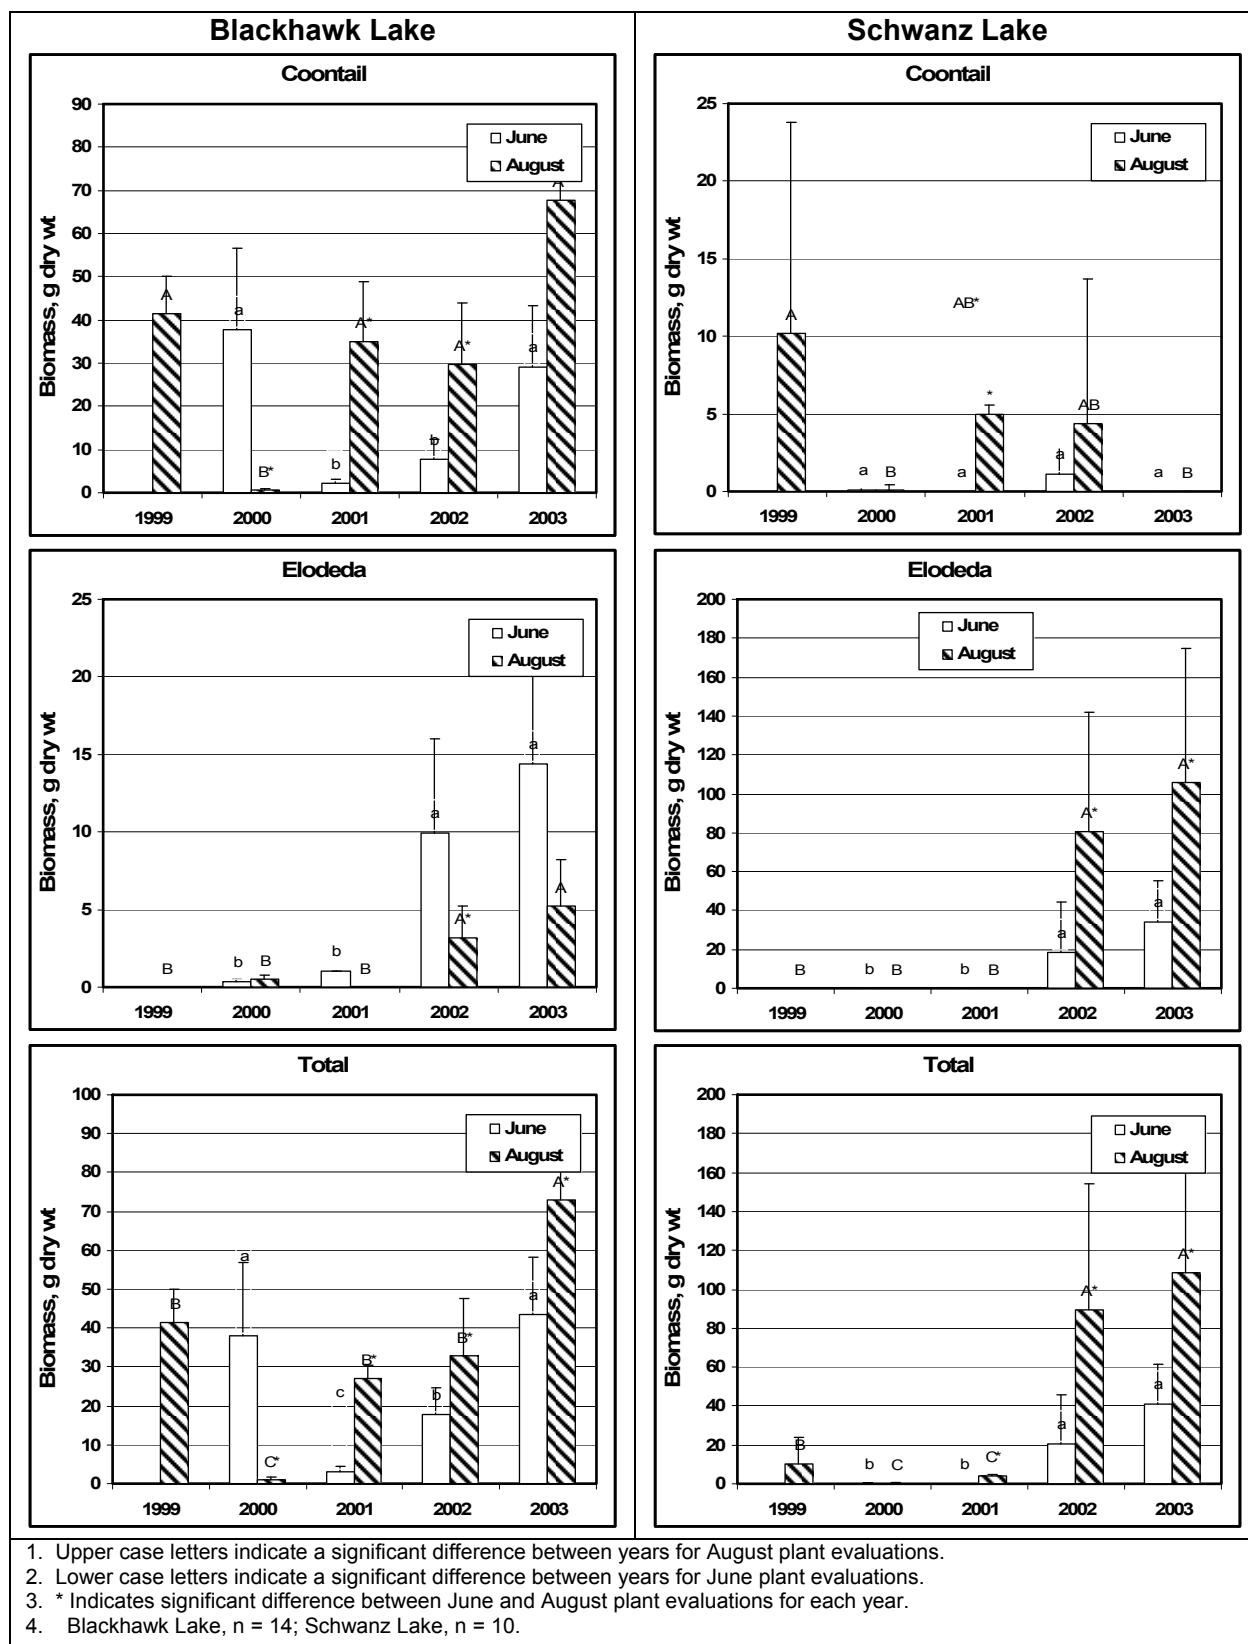 Blackhawk Lake
Schwanz Lake
Coontail
Biomass, g dry wt
90
80
70
60
50
40
30
20
10
0
June
August
A
a
B*
b
A*
b
A*
a
A
1999 2000 2001 2002 2003
Coontail
Biomass, g dry wt
25
20
15
10
5
0
June
August
A
a B
AB*
*
a
a
AB
a B
1999 2000 2001 2002 2003
Elodeda
Biomass, g dry wt
25
20
15
10
5
0
June
August
B
b B
b B
a
A*
a
A
1999 2000 2001 2002 2003
Elodeda
Biomass, g dry wt
200
180
160
140
120
100
80
60
40
20
0
June
August
B
b B
b B
a
A*
a
A*
1999 2000 2001 2002 2003
Total
Biomass, g dry wt
100
90
80
70
60
50
40
30
20
10
0
June
August
B
a
C*
c
B*
b
B*
a
A*
1999 2000 2001 2002 2003
Total
Biomass, g dry wt
200
180
160
140
120
100
80
60
40
20
0
June
August
B
b C
b C*
a
A*
a
A*
1999 2000 2001 2002 2003
1. Upper case letters indicate a significant difference between years for August plant evaluations.
2. Lower case letters indicate a significant difference between years for June plant evaluations.
3. * Indicates significant difference between June and August plant evaluations for each year.
4. Blackhawk Lake, n = 14; Schwanz Lake, n = 10.